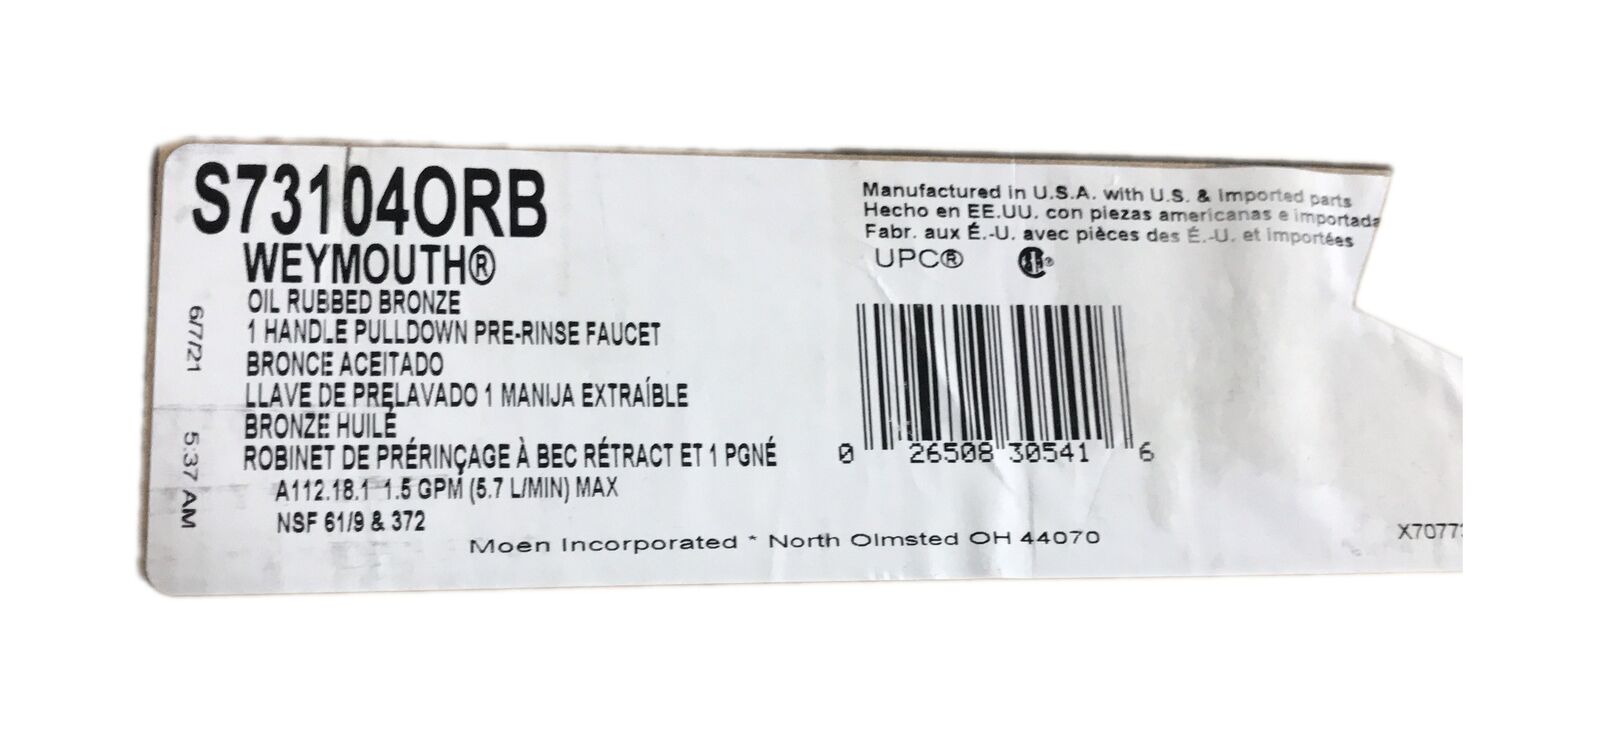 S73104ORB
WEYMOUTH®
OIL RUBBED BRONZE
1 HANDLE PULLDOWN PRE-RINSE FAUCET
BRONCE ACEITADO
LLAVE DE PRELAVADO 1 MANIJA EXTRAÍBLE
BRONZE HUILÉ
ROBINET DE PRÉRINÇAGE À BEC RÉTRACT ET 1 PGNÉ
A112.18.1 1.5 GPM (5.7 L/MIN) MAX
NSF 61/9 & 372
6/7/21 5:37 AM
Manufactured in U.S.A. with U.S. & Imported parts
Hecho en EE.UU. con piezas americanas e importada
Fabr. aux É.-U. avec pièces des É.-U. et importées
UPC® ®
0 26508 30541 6
Moen Incorporated * North Olmsted OH 44070